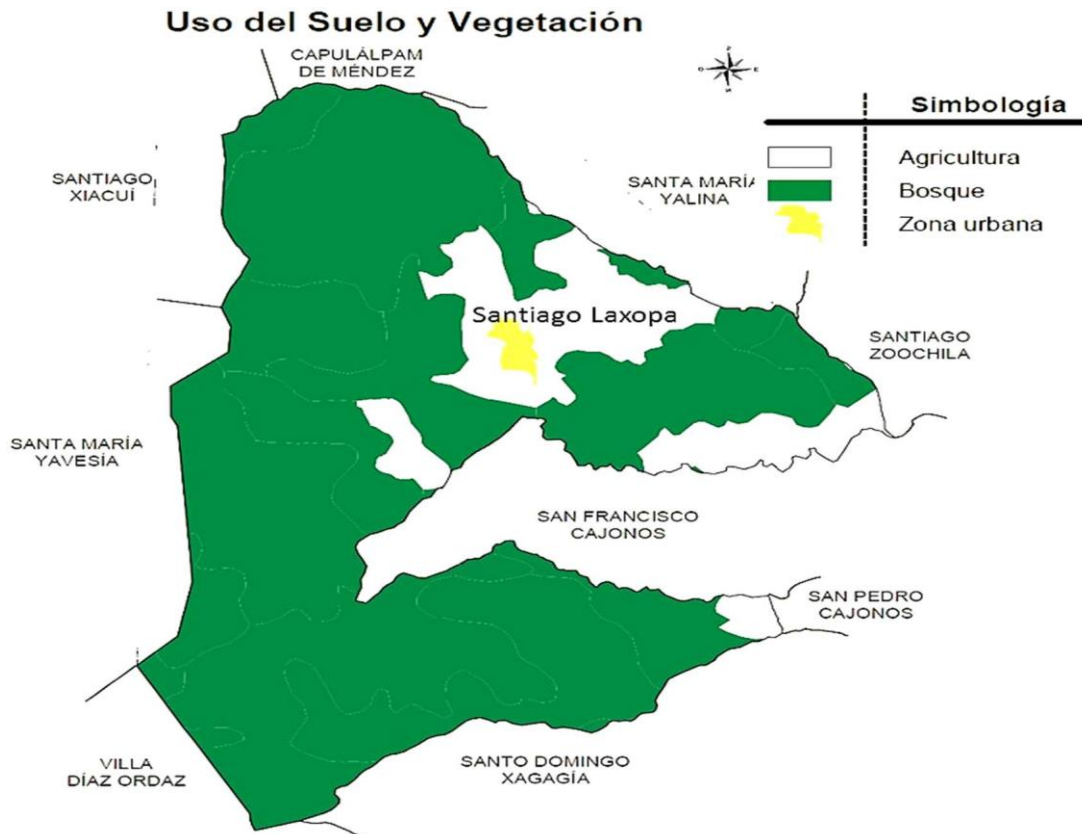 Uso del Suelo y Vegetación
CAPULÁLPAM
DE MÉNDEZ
Simbología
Agricultura
Bosque
Zona urbana
SANTIAGO
XIACUÍ
SANTA MARÍA
YALINA
Santiago Laxopa
SANTIAGO
ZOOCHILA
SANTA MARÍA
YAVESÍA
SAN FRANCISCO
CAJONOS
SAN PEDRO
CAJONOS
VILLA
DÍAZ ORDAZ
SANTO DOMINGO
XAGAGÍA